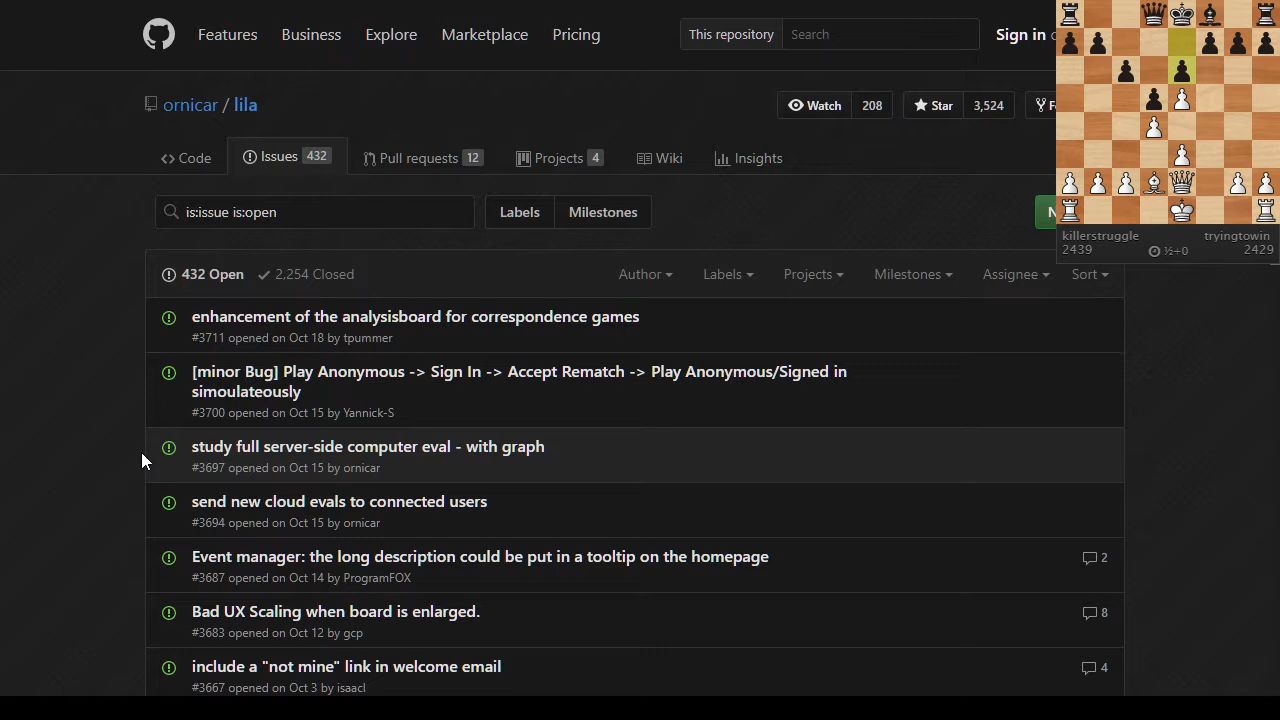 Features Business Explore Marketplace Pricing This repository Search Sign in
ornicar / lila Watch 208 Star 3,524
Code Issues 432 Pull requests 12 Projects 4 Wiki Insights
is:issue is:open Labels Milestones
killerstruggle tryingtowin
2439 ½+0 2429
432 Open 2,254 Closed Author Labels Projects Milestones Assignee Sort
enhancement of the analysisboard for correspondence games
#3711 opened on Oct 18 by tpummer
[minor Bug] Play Anonymous -> Sign In -> Accept Rematch -> Play Anonymous/Signed in
simoulateously
#3700 opened on Oct 15 by Yannick-S
study full server-side computer eval - with graph
#3697 opened on Oct 15 by ornicar
send new cloud evals to connected users
#3694 opened on Oct 15 by ornicar
Event manager: the long description could be put in a tooltip on the homepage 2
#3687 opened on Oct 14 by ProgramFOX
Bad UX Scaling when board is enlarged. 8
#3683 opened on Oct 12 by gcp
include a "not mine" link in welcome email 4
#3667 opened on Oct 3 by isaacl